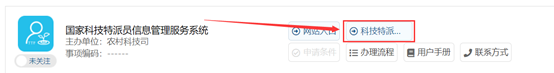 国家科技特派员信息管理服务系统
网站入口
科技特派...
主办单位：农村科技司
事项编码：------
未关注
申请条件
办理流程
用户手册
联系方式